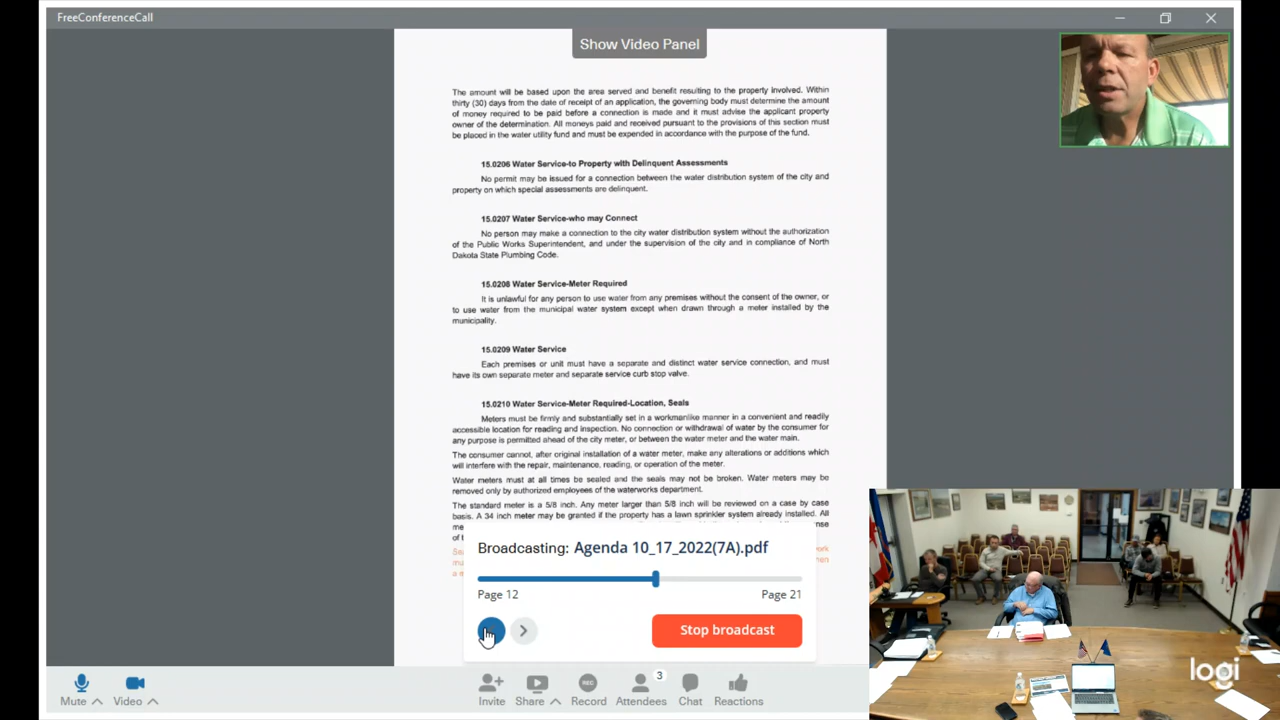 FreeConferenceCall
Show Video Panel
The amount will be based upon the area served and benefit resulting to the property involved. Within
thirty (30) days from the date of receipt of an application, the governing body must determine the amount
of money required to be paid before a connection is made and it must advise the applicant property
owner of the determination. All moneys paid and received pursuant to the provisions of this section must
be placed in the water utility fund and must be expended in accordance with the purpose of the fund.
15.0206 Water Service-to Property with Delinquent Assessments
No permit may be issued for a connection between the water distribution system of the city and
property on which special assessments are delinquent.
15.0207 Water Service-who may Connect
No person may make a connection to the city water distribution system without the authorization
of the Public Works Superintendent, and under the supervision of the city and in compliance of North
Dakota State Plumbing Code.
15.0208 Water Service-Meter Required
It is unlawful for any person to use water from any premises without the consent of the owner, or
to use water from the municipal water system except when drawn through a meter installed by the
municipality.
15.0209 Water Service
Each premises or unit must have a separate and distinct water service connection, and must
have its own separate meter and separate service curb stop valve.
15.0210 Water Service-Meter Required-Location, Seals
Meters must be firmly and substantially set in a workmanlike manner in a convenient and readily
accessible location for reading and inspection. No connection or withdrawal of water by the consumer for
any purpose is permitted ahead of the city meter, or between the water meter and the water main.
The consumer cannot, after original installation of a water meter, make any alterations or additions which
will interfere with the repair, maintenance, reading, or operation of the meter.
Water meters must at all times be sealed and the seals may not be broken. Water meters may be
removed only by authorized employees of the waterworks department.
The standard meter is a 5/8 inch. Any meter larger than 5/8 inch will be reviewed on a case by case
basis. A 34 inch meter may be granted if the property has a lawn sprinkler system already installed. All
Broadcasting: Agenda 10_17_2022(7A).pdf
Page 12 Page 21
Stop broadcast
logi
3
REC
Mute Video Invite Share Record Attendees Chat Reactions